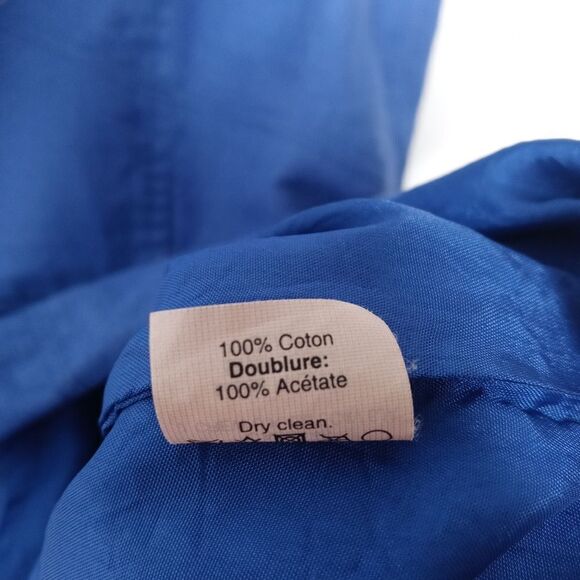 100% Coton
Doublure:
100% Acétate
Dry clean.